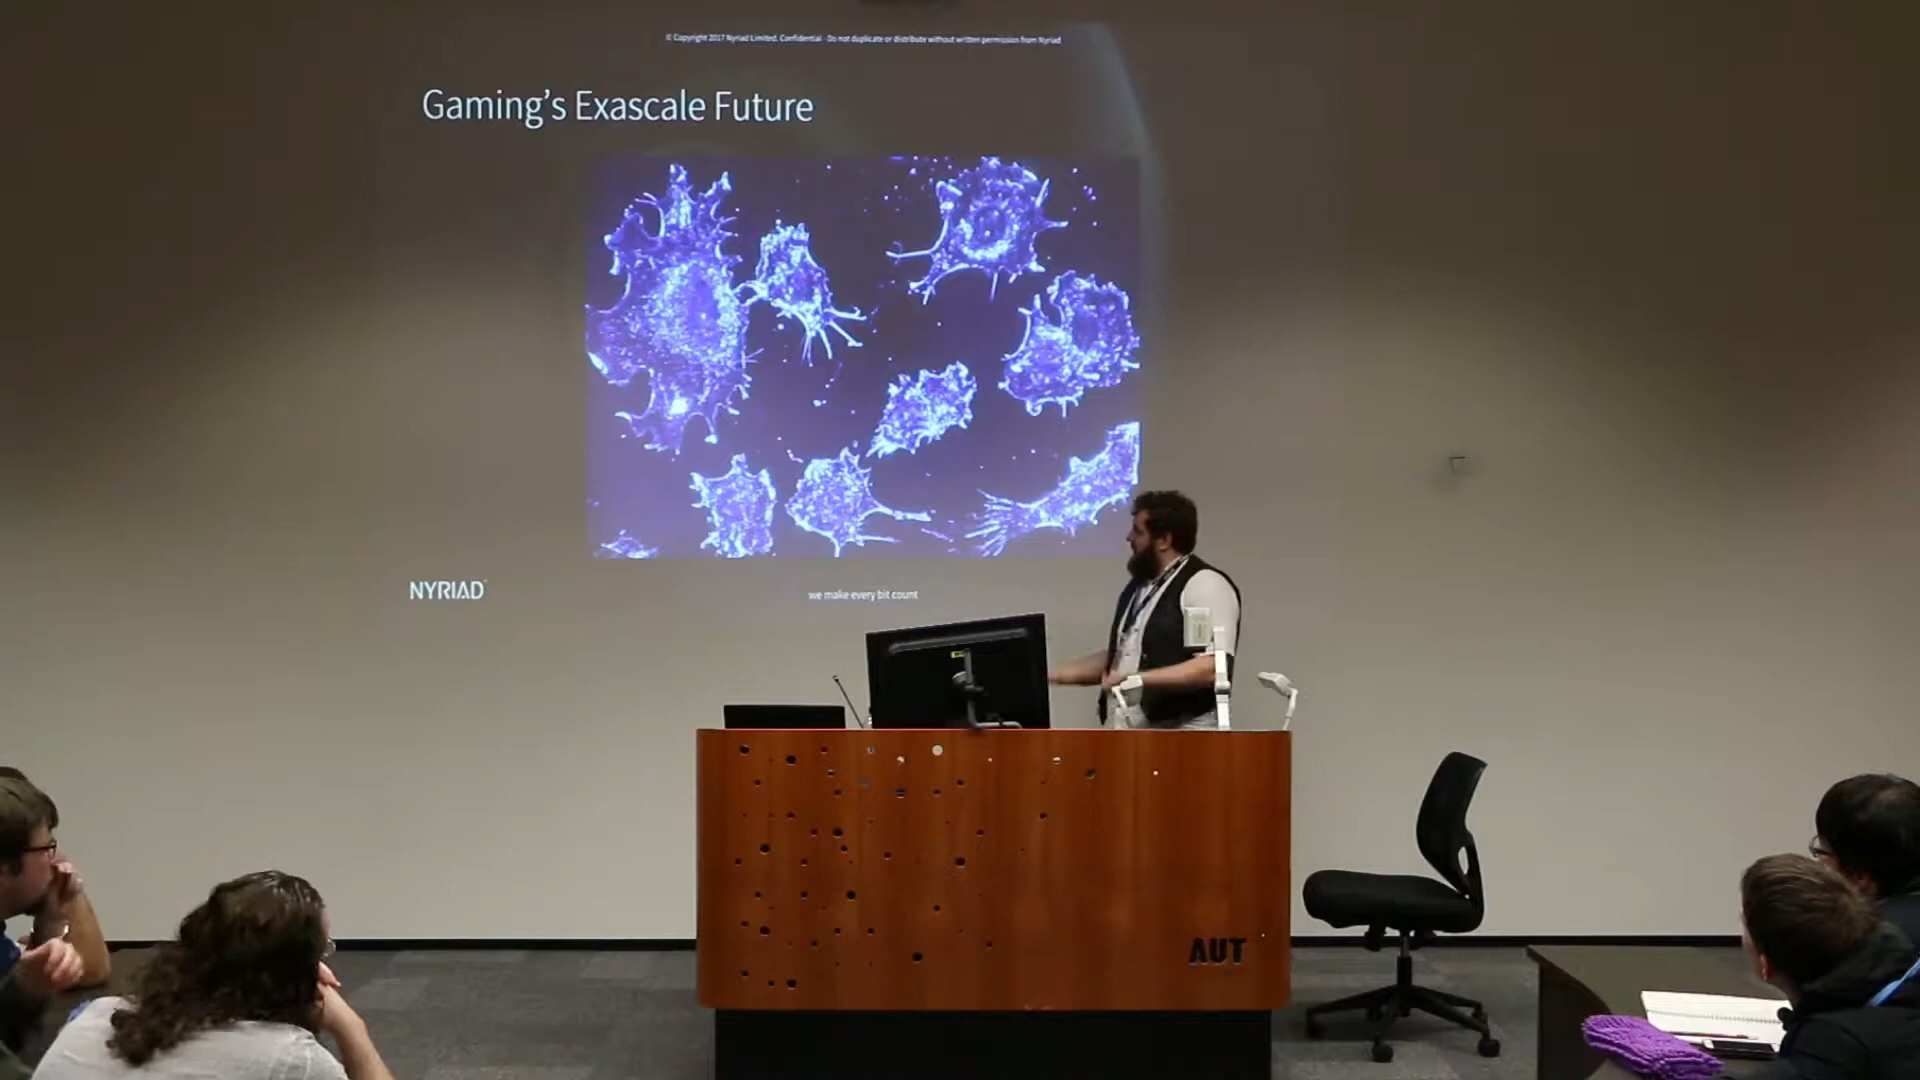 © Copyright 2017 Nyriad Limited. Confidential - Do not duplicate or distribute without written permission from Nyriad
Gaming's Exascale Future
NYRIAD
we make every bit count
AUT